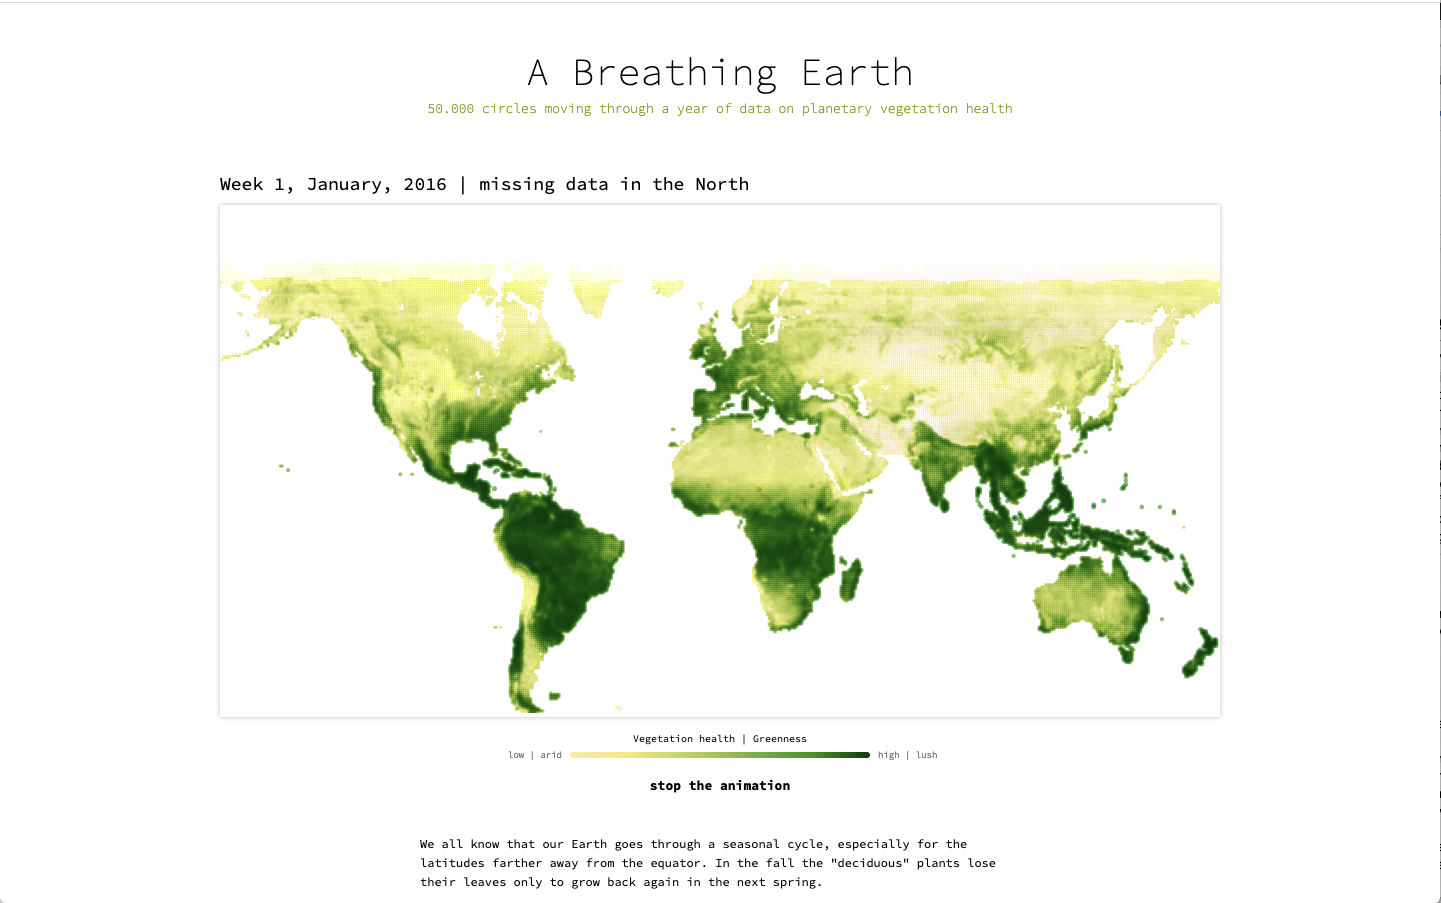 A Breathing Earth
50.000 circles moving through a year of data on planetary vegetation health
Week 1, January, 2016 | missing data in the North
Vegetation health | Greenness
low | arid
high | lush
stop the animation
We all know that our Earth goes through a seasonal cycle, especially for the
latitudes farther away from the equator. In the fall the "deciduous" plants lose
their leaves only to grow back again in the next spring.